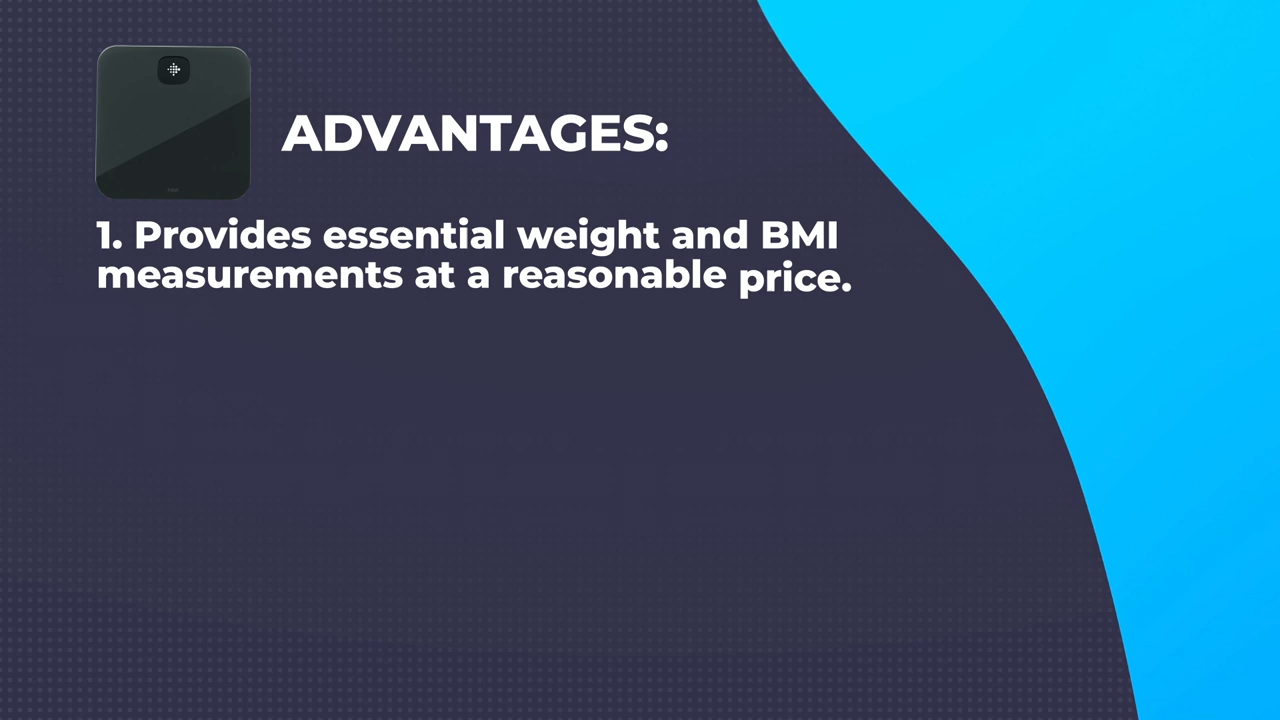 ADVANTAGES:
1. Provides essential weight and BMI
measurements at a reasonable price.